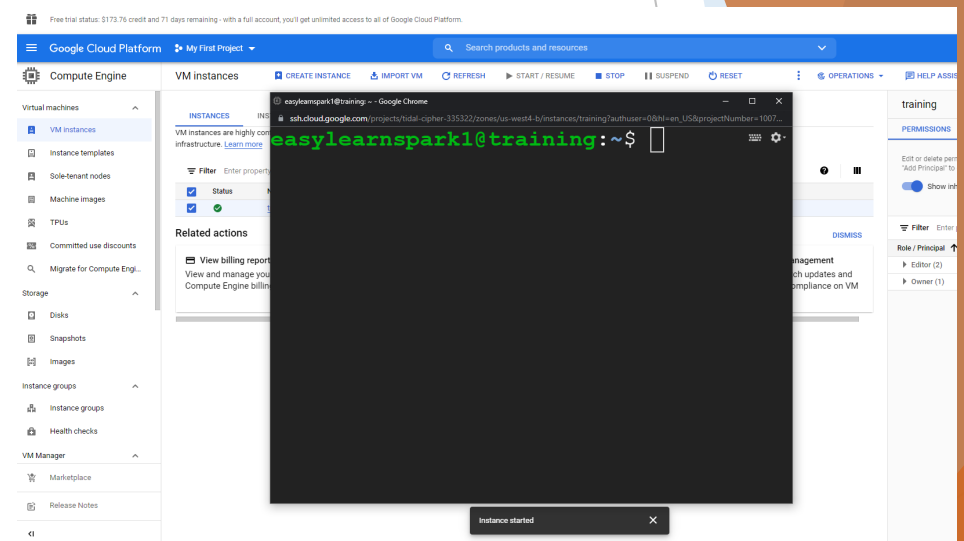 Free trial status: $173.76 credit and 71 days remaining - with a full account, you'll get unlimited access to all of Google Cloud Platform.
Google Cloud Platform My First Project Search products and resources
Compute Engine VM instances CREATE INSTANCE IMPORT VM REFRESH START / RESUME STOP SUSPEND RESET OPERATIONS HELP ASSIS
easylearnspark1@training: ~ - Google Chrome
ssh.cloud.google.com/projects/tidal-cipher-335322/zones/us-west4-b/instances/training?authuser=0&hl=en_US&projectNumber=1007...
easylearnspark1@training:~$
Virtual machines
VM instances
Instance templates
Sole-tenant nodes
Machine images
TPUs
Committed use discounts
Migrate for Compute Engi...
Storage
Disks
Snapshots
Images
Instance groups
Instance groups
Health checks
VM Manager
Marketplace
Release Notes
INSTANCES INS
VM instances are highly con
infrastructure. Learn more
Filter Enter property
Status
Related actions
DISMISS
View billing report
View and manage you
Compute Engine billin
nagement
ch updates and
ompliance on VM
training
PERMISSIONS
Edit or delete perm
"Add Principal" to
Show inh
Filter Enter
Role / Principal
Editor (2)
Owner (1)
Instance started